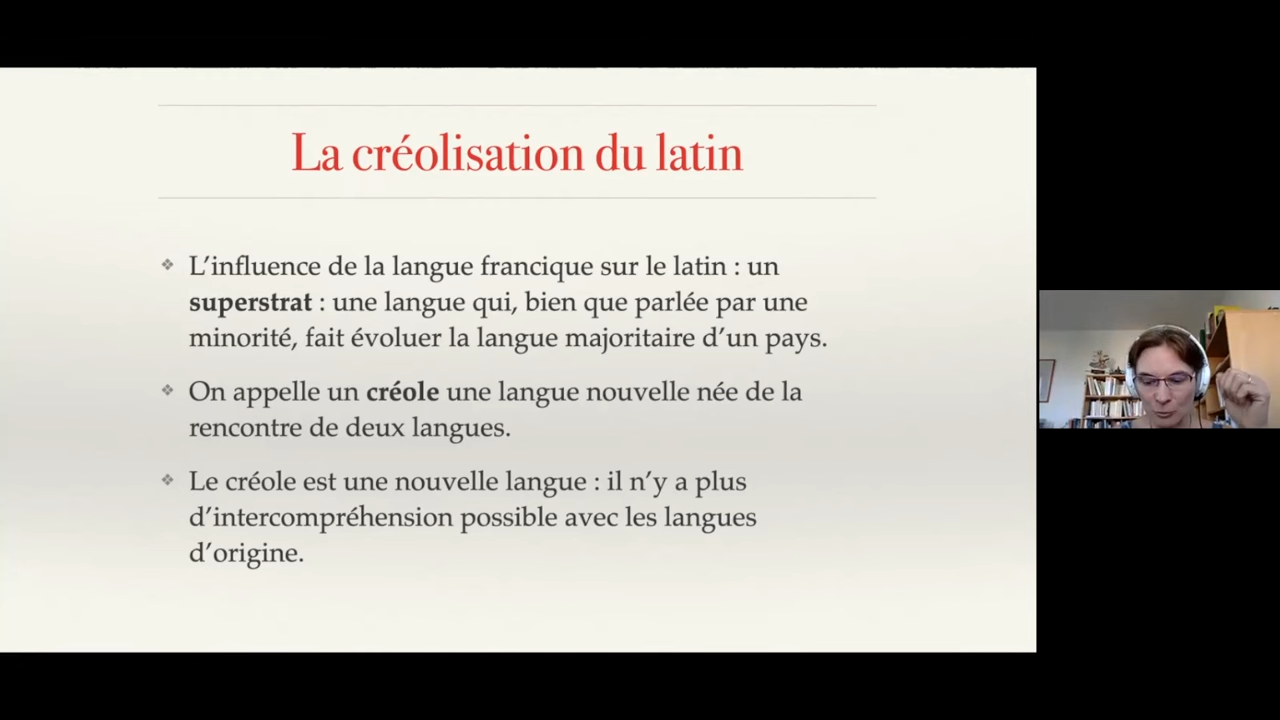 La créolisation du latin
❖ L’influence de la langue francique sur le latin : un
superstrat : une langue qui, bien que parlée par une
minorité, fait évoluer la langue majoritaire d’un pays.
❖ On appelle un créole une langue nouvelle née de la
rencontre de deux langues.
❖ Le créole est une nouvelle langue : il n’y a plus
d’intercompréhension possible avec les langues
d’origine.